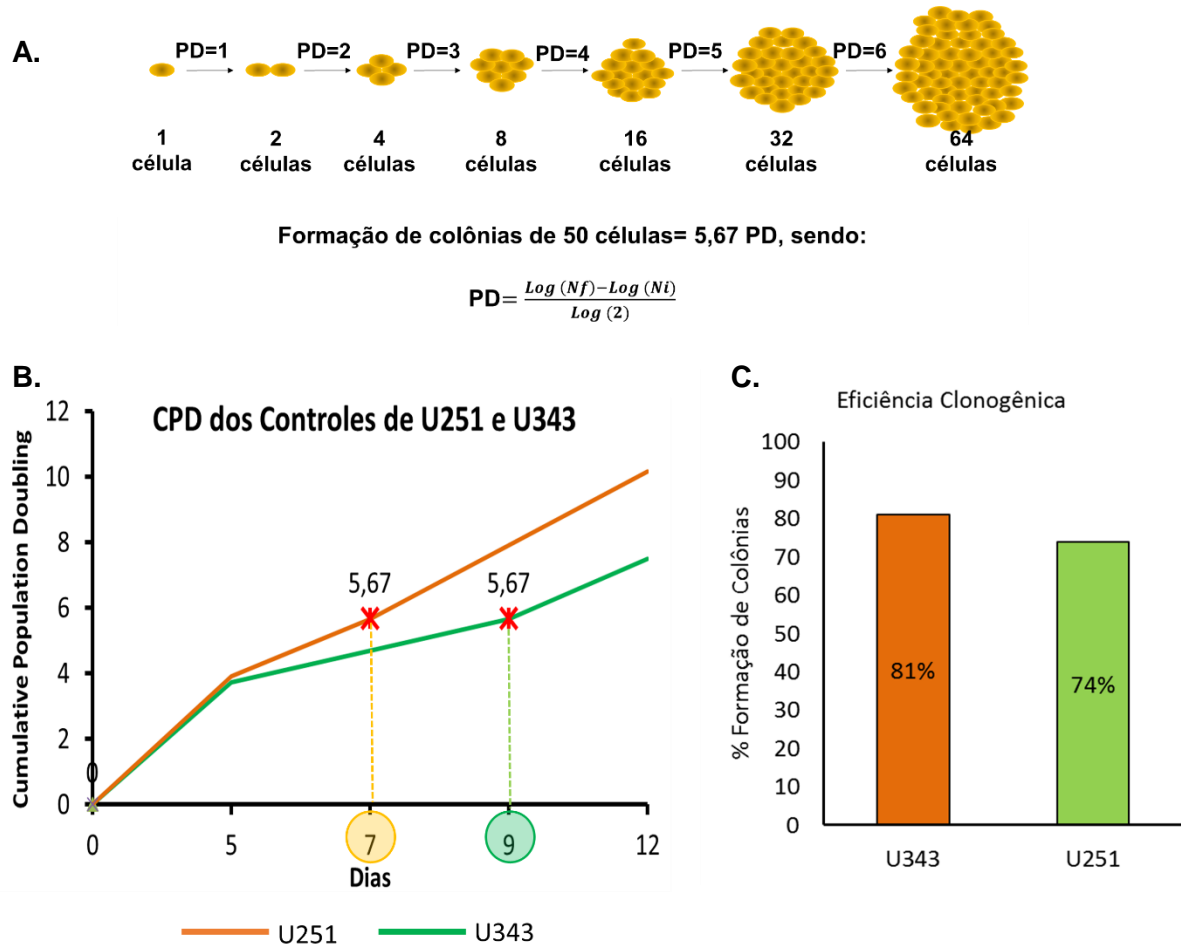 A.
PD=1 PD=2 PD=3 PD=4 PD=5 PD=6
1 2 4 8 16 32 64
célula células células células células células células
Formação de colônias de 50 células= 5,67 PD, sendo:
PD= Log (Nf)−Log (Ni)
Log (2)
B.
CPD dos Controles de U251 e U343
Cumulative Population Doubling
12
10
8
6
4
2
0
0
5,67 5,67
0 5 7 9 12
Dias
U251 U343
C.
Eficiência Clonogênica
% Formação de Colônias
100
90
80
70
60
50
40
30
20
10
0
81% 74%
U343 U251